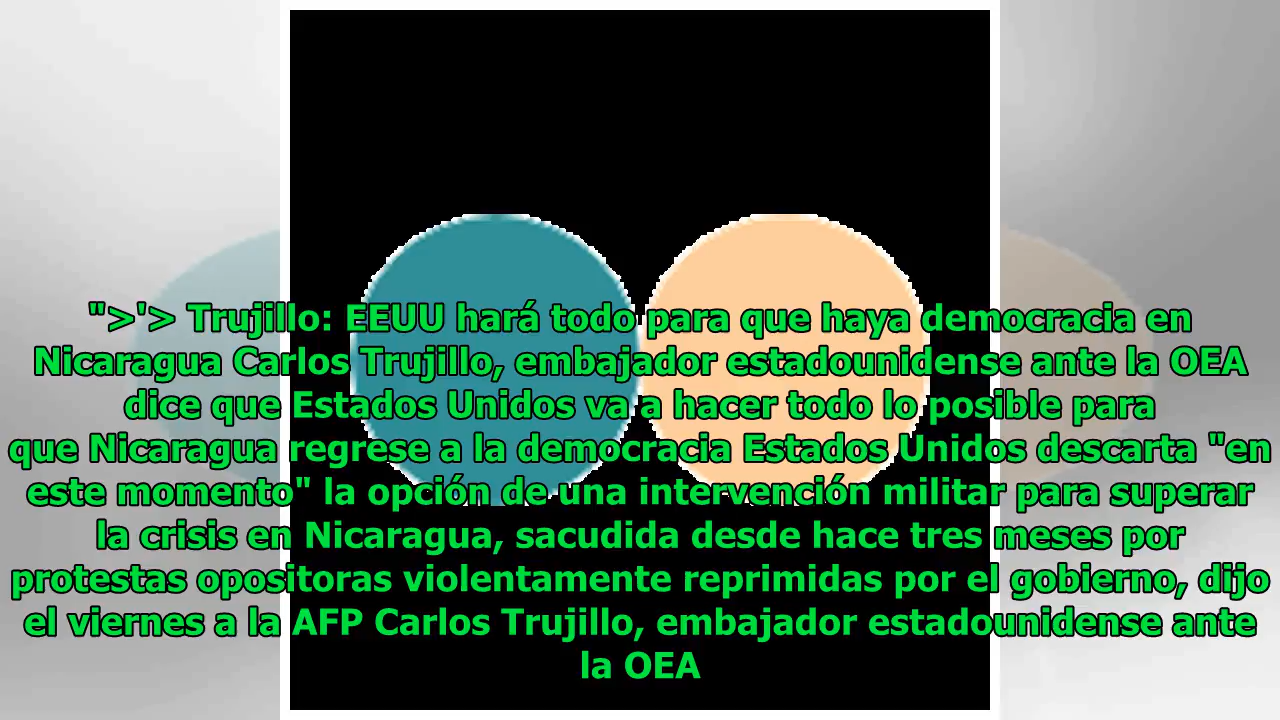 ">'> Trujillo: EEUU hará todo para que haya democracia en
Nicaragua Carlos Trujillo, embajador estadounidense ante la OEA
dice que Estados Unidos va a hacer todo lo posible para
que Nicaragua regrese a la democracia Estados Unidos descarta "en
este momento" la opción de una intervención militar para superar
la crisis en Nicaragua, sacudida desde hace tres meses por
protestas opositoras violentamente reprimidas por el gobierno, dijo
el viernes a la AFP Carlos Trujillo, embajador estadounidense ante
la OEA